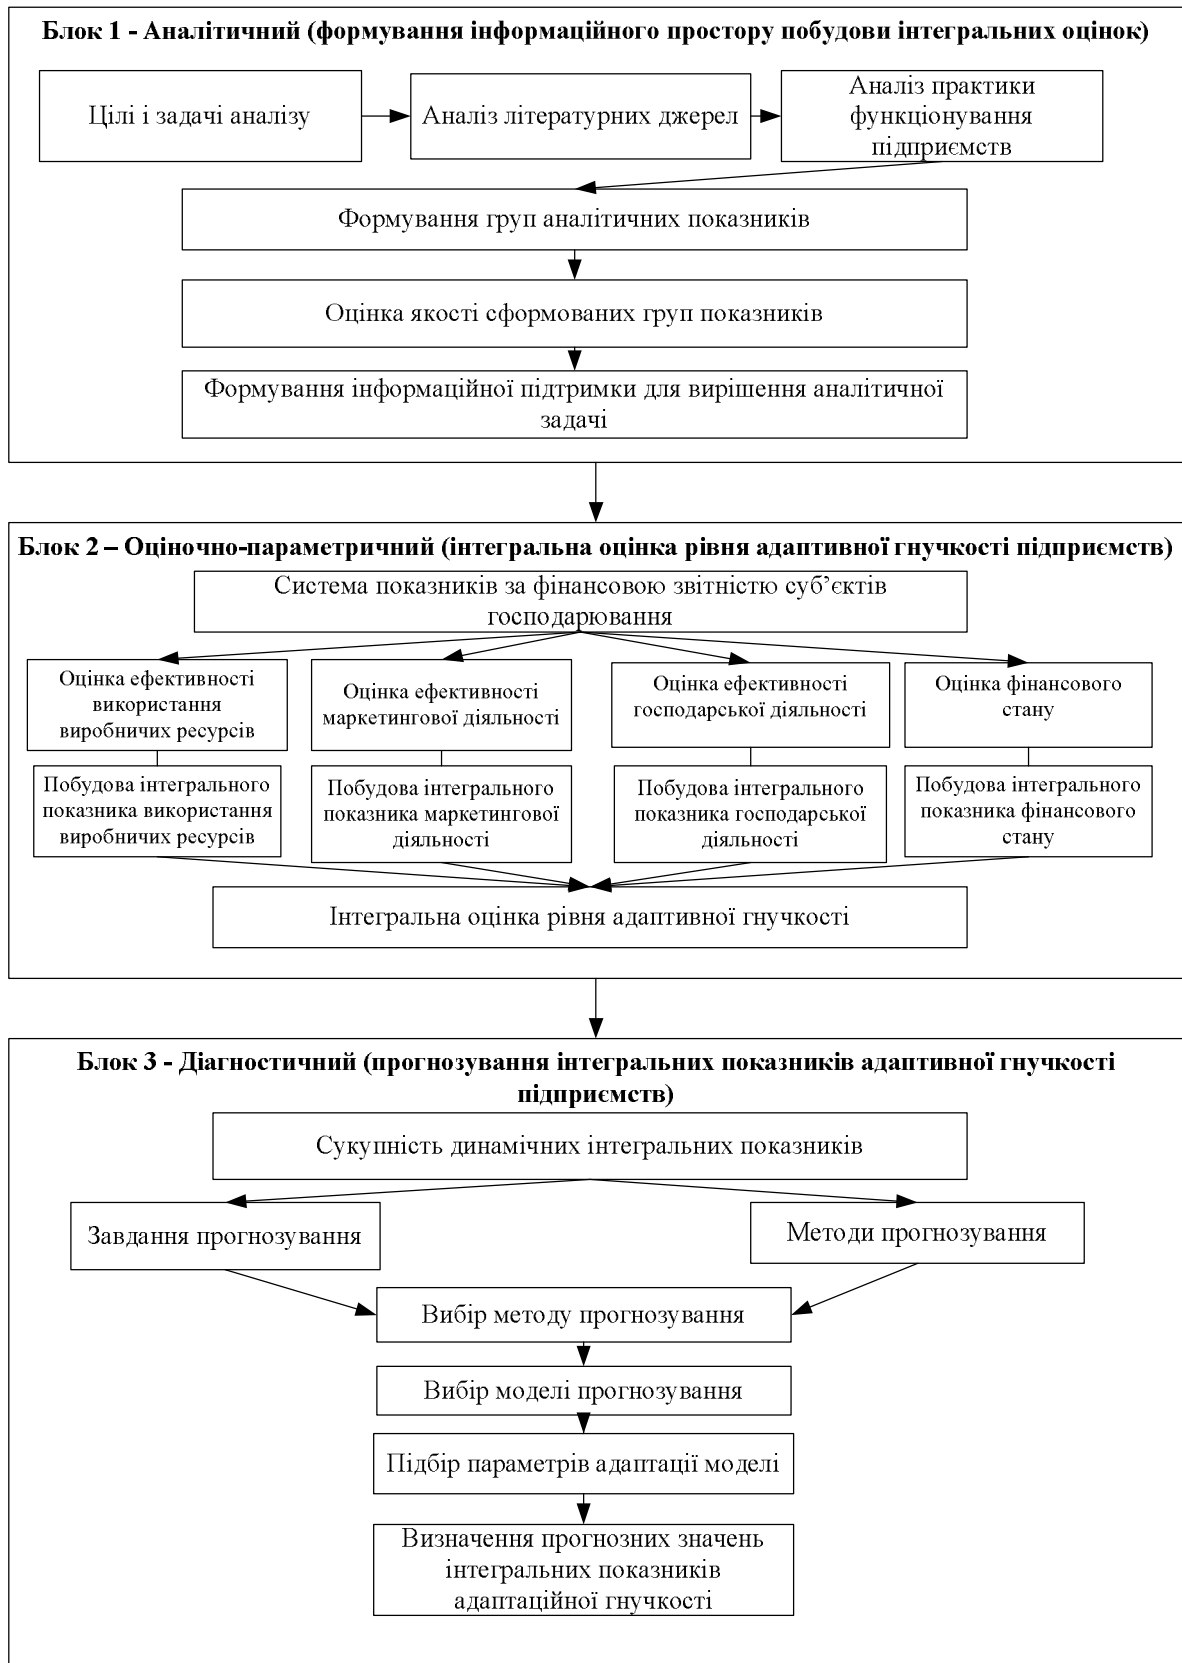 Блок 1 - Аналітичний (формування інформаційного простору побудови інтегральних оцінок)
Цілі і задачі аналізу
Аналіз літературних джерел
Аналіз практики
функціонування
підприємств
Формування груп аналітичних показників
Оцінка якості сформованих груп показників
Формування інформаційної підтримки для вирішення аналітичної
задачі
Блок 2 – Оціночно-параметричний (інтегральна оцінка рівня адаптивної гнучкості підприємств)
Система показників за фінансовою звітністю суб’єктів
господарювання
Оцінка ефективності
використання
виробничих ресурсів
Оцінка ефективності
маркетингової діяльності
Оцінка ефективності
господарської діяльності
Оцінка фінансового
стану
Побудова інтегрального
показника використання
виробничих ресурсів
Побудова інтегрального
показника маркетингової
діяльності
Побудова інтегрального
показника господарської
діяльності
Побудова інтегрального
показника фінансового
стану
Інтегральна оцінка рівня адаптивної гнучкості
Блок 3 - Діагностичний (прогнозування інтегральних показників адаптивної гнучкості
підприємств)
Сукупність динамічних інтегральних показників
Завдання прогнозування
Методи прогнозування
Вибір методу прогнозування
Вибір моделі прогнозування
Підбір параметрів адаптації моделі
Визначення прогнозних значень
інтегральних показників
адаптаційної гнучкості